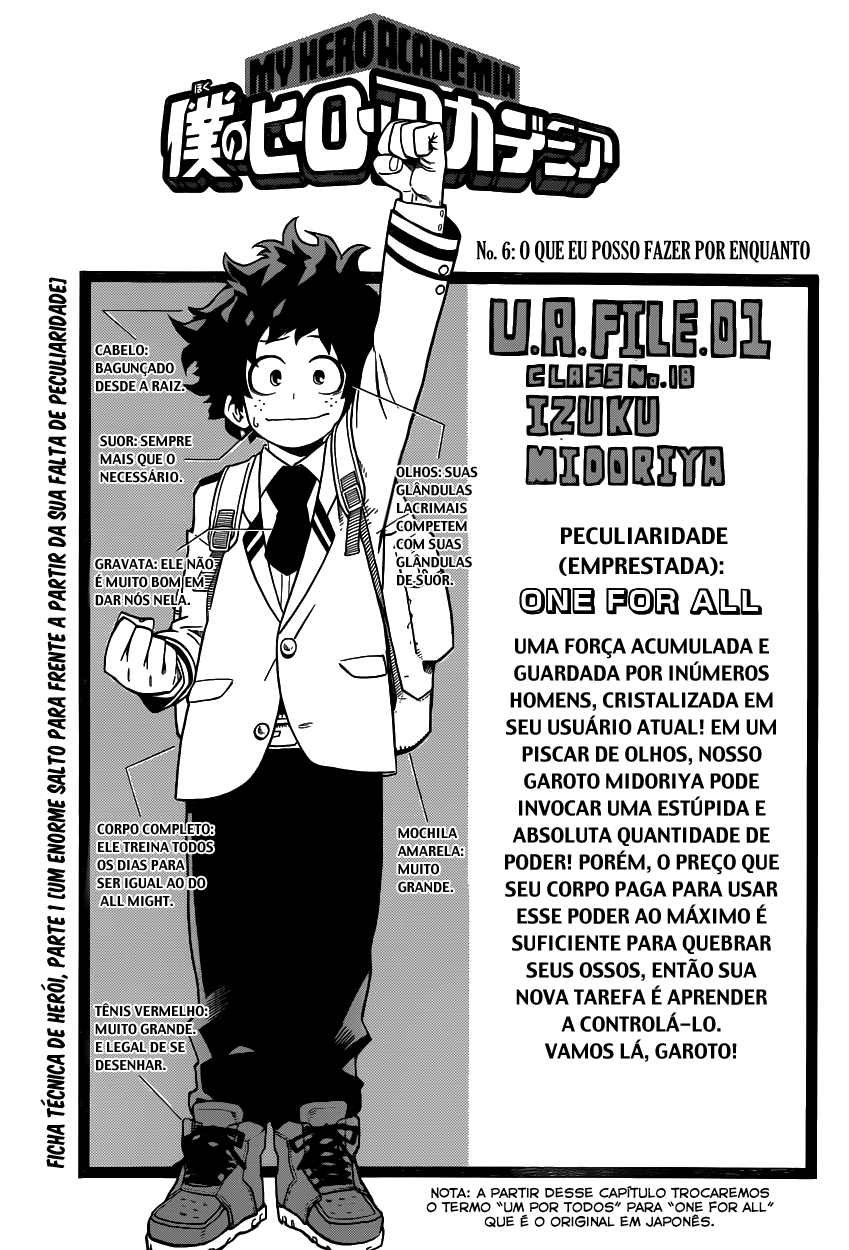 MY HERO ACADEMIA
ぼく
僕のヒーローアカデミア
No. 6: O QUE EU POSSO FAZER POR ENQUANTO
FICHA TÉCNICA DE HERÓI, PARTE 1 [UM ENORME SALTO PARA FRENTE A PARTIR DA SUA FALTA DE PECULIARIDADE]
CABELO:
BAGUNÇADO
DESDE A RAIZ.
SUOR: SEMPRE
MAIS QUE O
NECESSÁRIO.
OLHOS: SUAS
GLÂNDULAS
LACRIMAIS
COMPETEM
COM SUAS
GLÂNDULAS
DE SUOR.
GRAVATA: ELE NÃO
É MUITO BOM EM
DAR NÓS NELA.
CORPO COMPLETO:
ELE TREINA TODOS
OS DIAS PARA
SER IGUAL AO DO
ALL MIGHT.
MOCHILA
AMARELA:
MUITO
GRANDE.
TÊNIS VERMELHO:
MUITO GRANDE.
E LEGAL DE SE
DESENHAR.
U.A.FILE.01
CLASS No.18
IZUKU
MIDORIYA
PECULIARIDADE
(EMPRESTADA):
ONE FOR ALL
UMA FORÇA ACUMULADA E
GUARDADA POR INÚMEROS
HOMENS, CRISTALIZADA EM
SEU USUÁRIO ATUAL! EM UM
PISCAR DE OLHOS, NOSSO
GAROTO MIDORIYA PODE
INVOCAR UMA ESTÚPIDA E
ABSOLUTA QUANTIDADE DE
PODER! PORÉM, O PREÇO QUE
SEU CORPO PAGA PARA USAR
ESSE PODER AO MÁXIMO É
SUFICIENTE PARA QUEBRAR
SEUS OSSOS, ENTÃO SUA
NOVA TAREFA É APRENDER
A CONTROLÁ-LO.
VAMOS LÁ, GAROTO!
NOTA: A PARTIR DESSE CAPÍTULO TROCAREMOS
O TERMO "UM POR TODOS" PARA "ONE FOR ALL"
QUE É O ORIGINAL EM JAPONÊS.